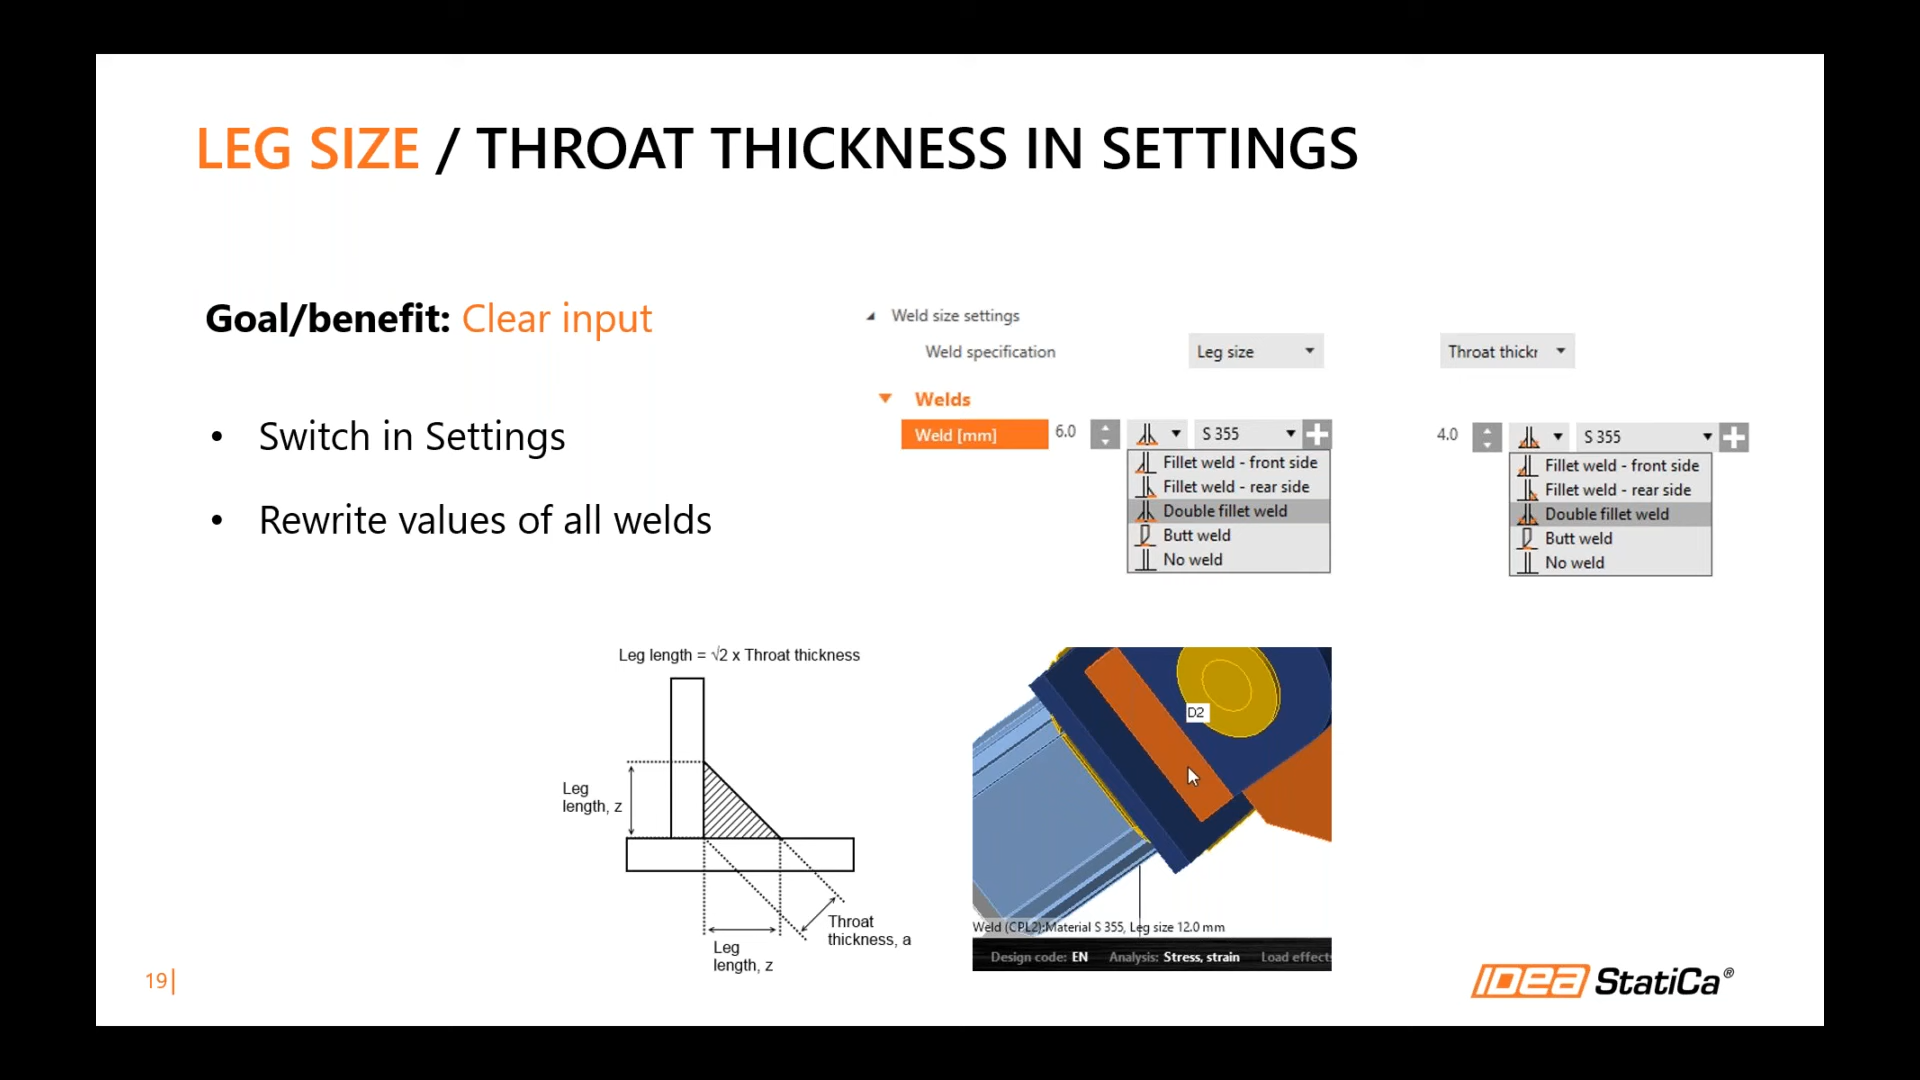 LEG SIZE / THROAT THICKNESS IN SETTINGS
Goal/benefit: Clear input
• Switch in Settings
• Rewrite values of all welds
Weld size settings
Weld specification Leg size Throat thickr
Welds
Weld [mm] 6.0 S 355 4.0 S 355
Fillet weld - front side
Fillet weld - rear side
Double fillet weld
Butt weld
No weld
Fillet weld - front side
Fillet weld - rear side
Double fillet weld
Butt weld
No weld
Leg length = √2 x Throat thickness
Leg
length, z
Throat
thickness, a
Leg
length, z
D2
Weld (CPL2):Material S 355, Leg size 12.0 mm
Design code: EN Analysis: Stress, strain Load effects
19
IDEA StatiCa®